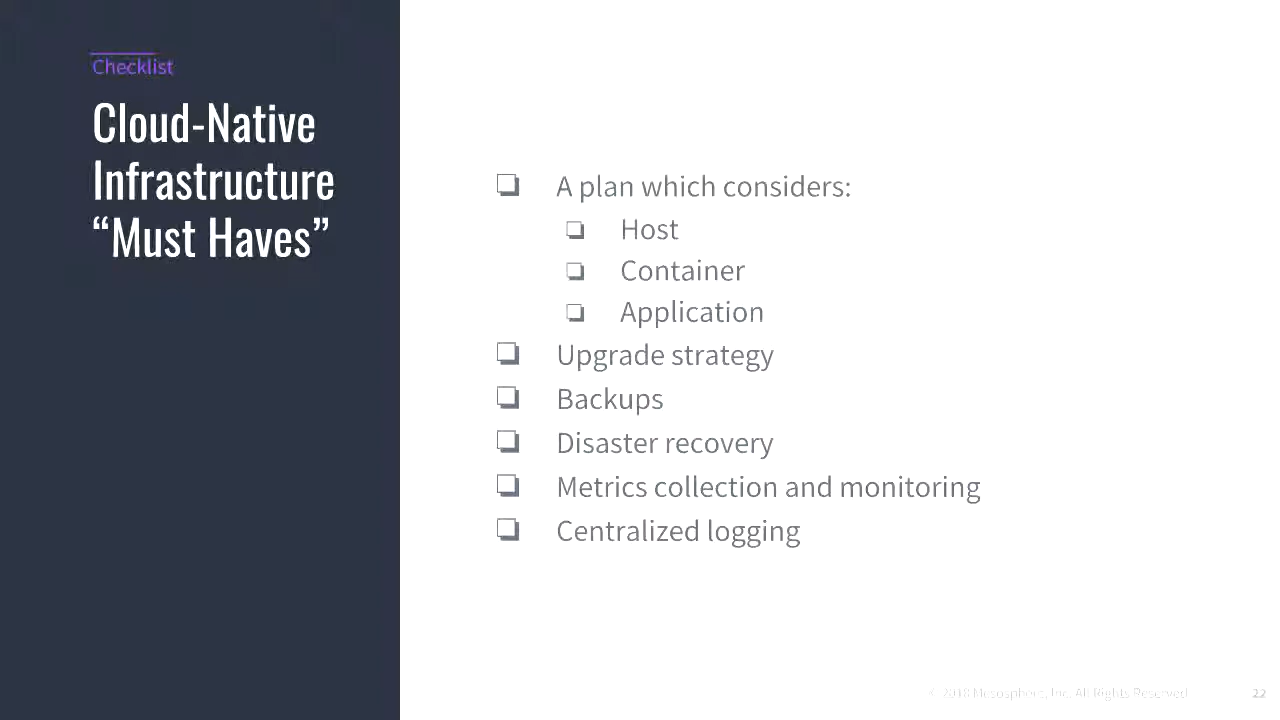 Checklist
Cloud-Native
Infrastructure
“Must Haves”
A plan which considers:
Host
Container
Application
Upgrade strategy
Backups
Disaster recovery
Metrics collection and monitoring
Centralized logging
© 2018 Mesosphere, Inc. All Rights Reserved
22